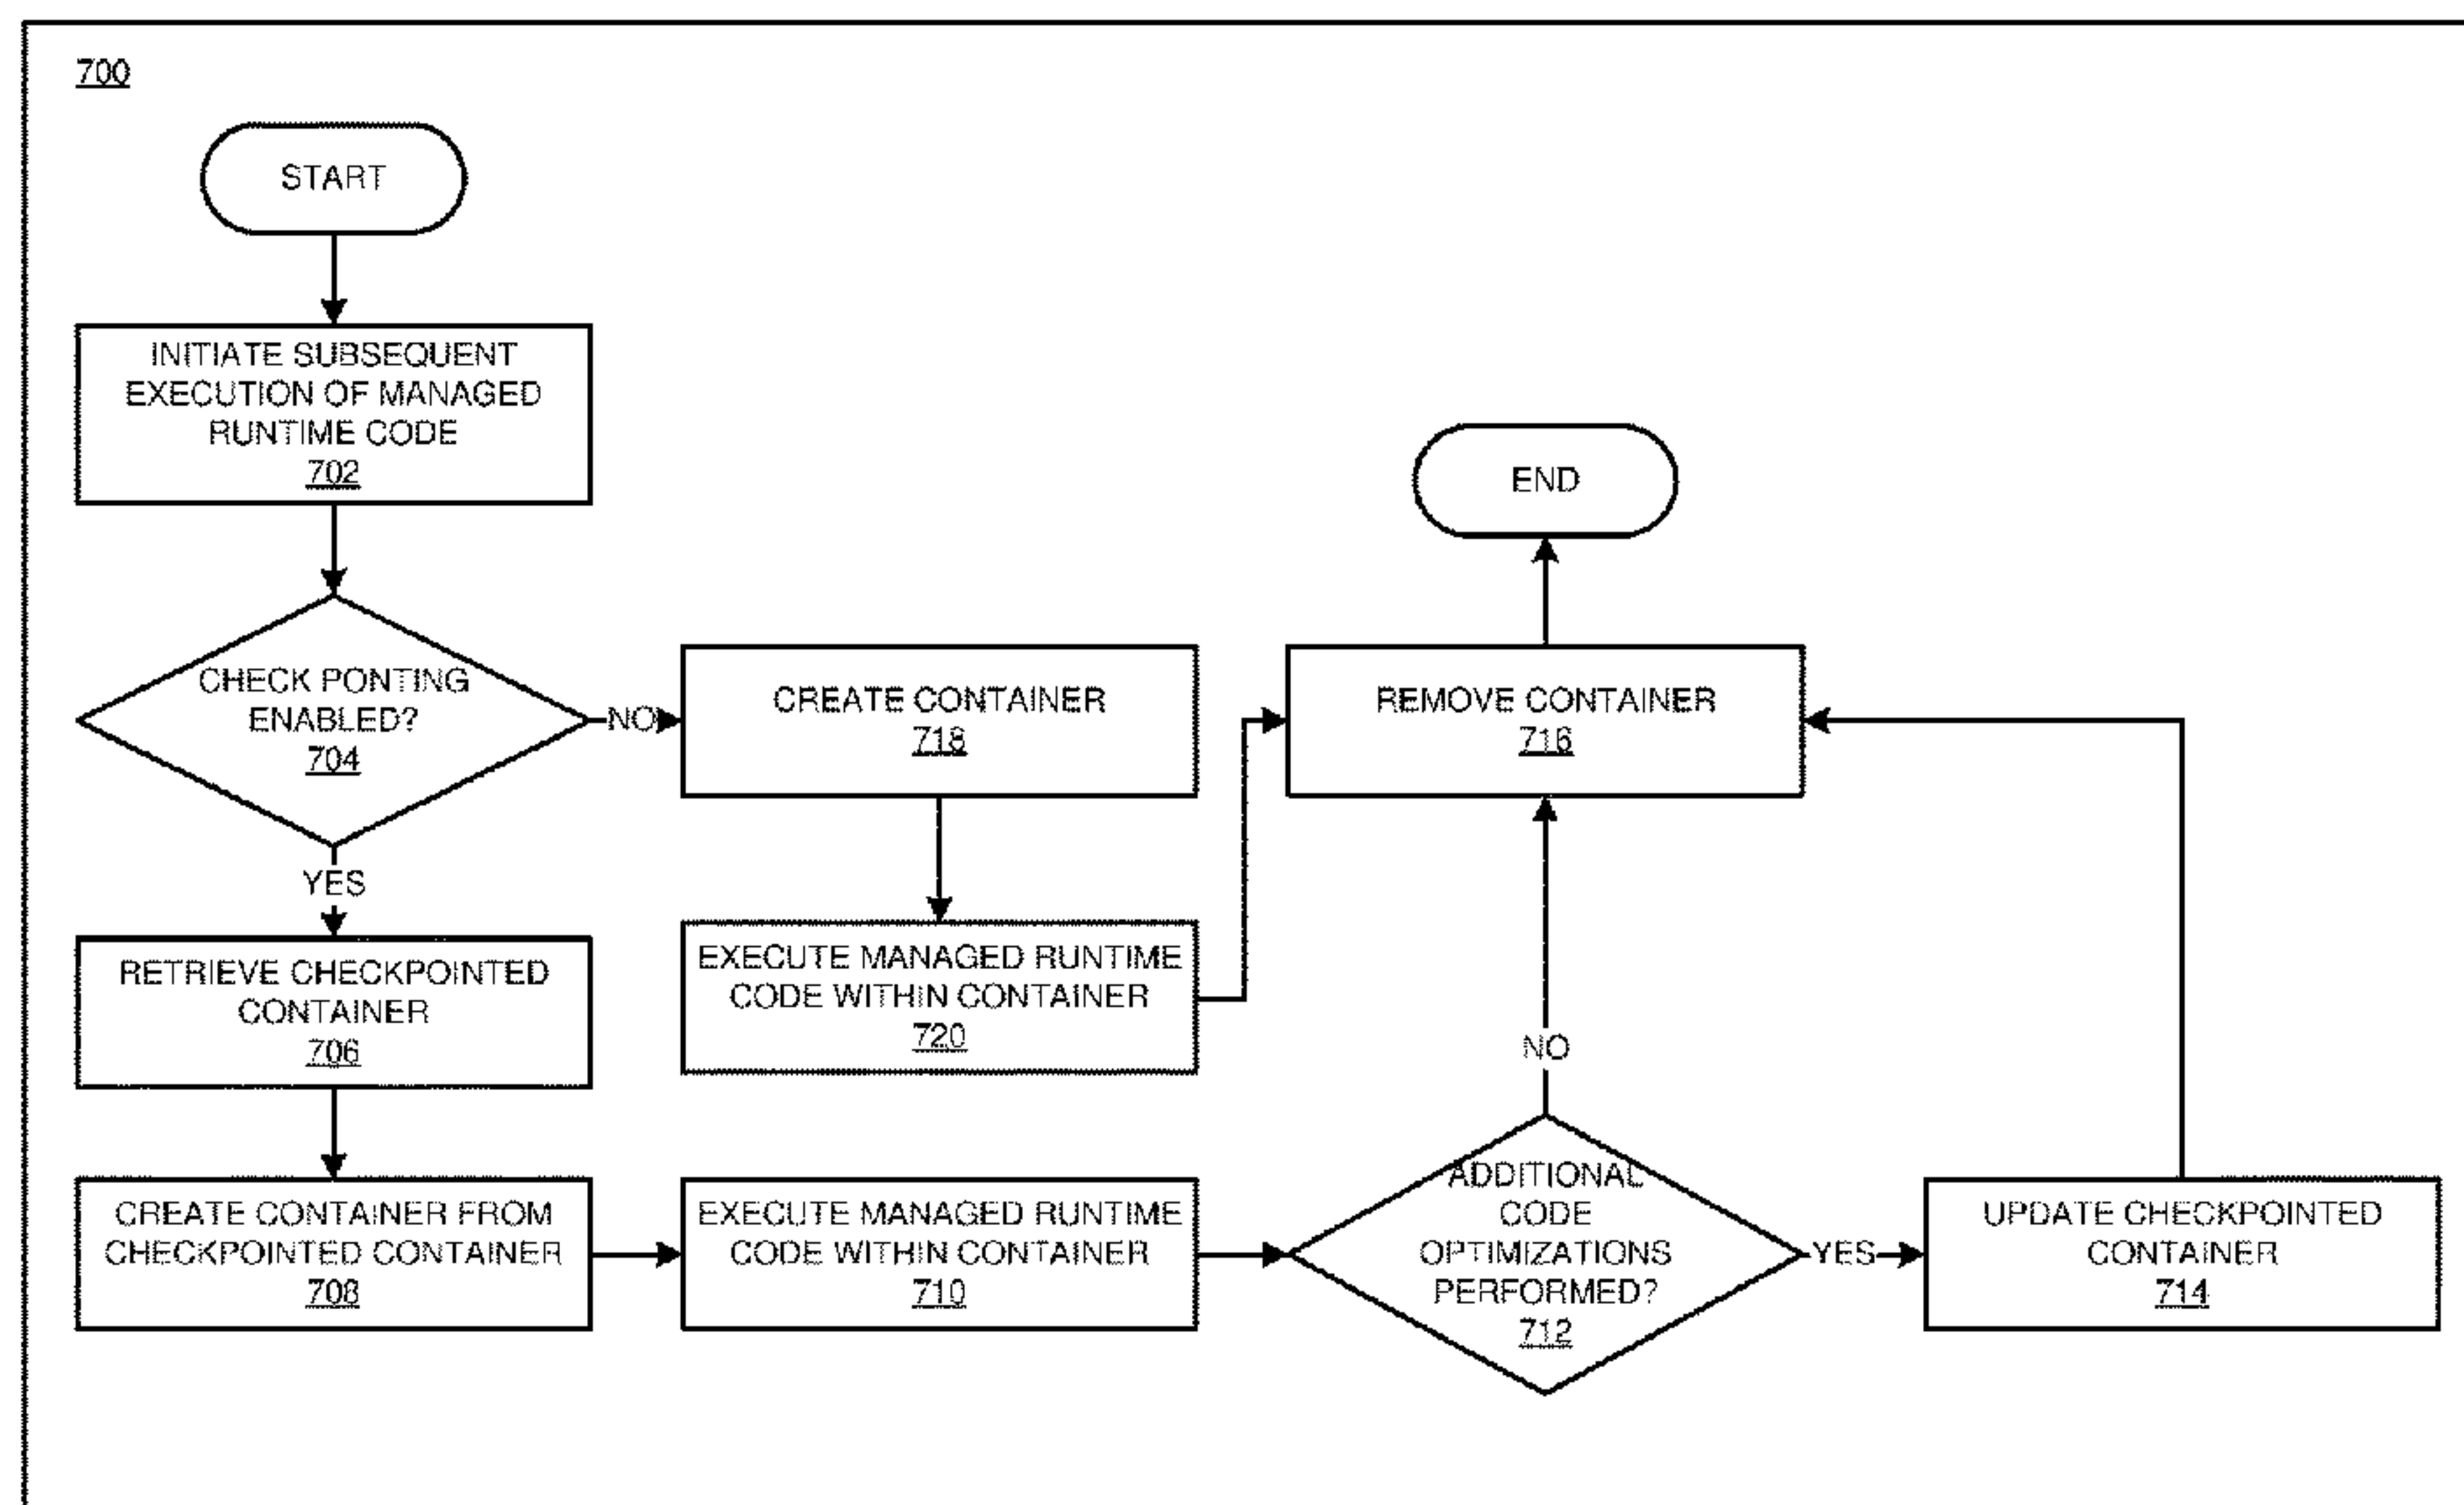 700
START
INITIATE SUBSEQUENT
EXECUTION OF MANAGED
RUNTIME CODE
702
CHECK PONTING
ENABLED?
704
NO
YES
RETRIEVE CHECKPOINTED
CONTAINER
706
CREATE CONTAINER FROM
CHECKPOINTED CONTAINER
708
CREATE CONTAINER
718
EXECUTE MANAGED RUNTIME
CODE WITHIN CONTAINER
720
EXECUTE MANAGED RUNTIME
CODE WITHIN CONTAINER
710
END
REMOVE CONTAINER
716
NO
ADDITIONAL
CODE
OPTIMIZATIONS
PERFORMED?
712
YES
UPDATE CHECKPOINTED
CONTAINER
714